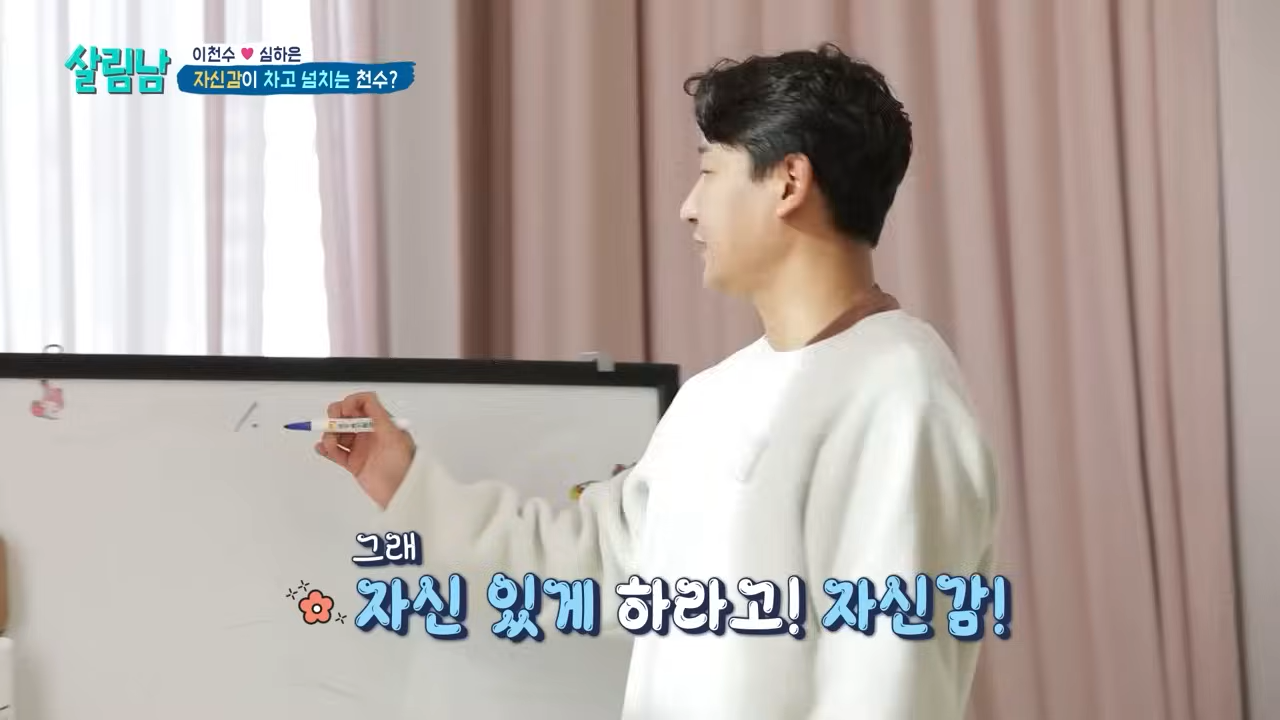 살림남
이천수 ♥ 심하은
자신감이 차고 넘치는 천수?
1.
그래
자신 있게 하라고! 자신감!